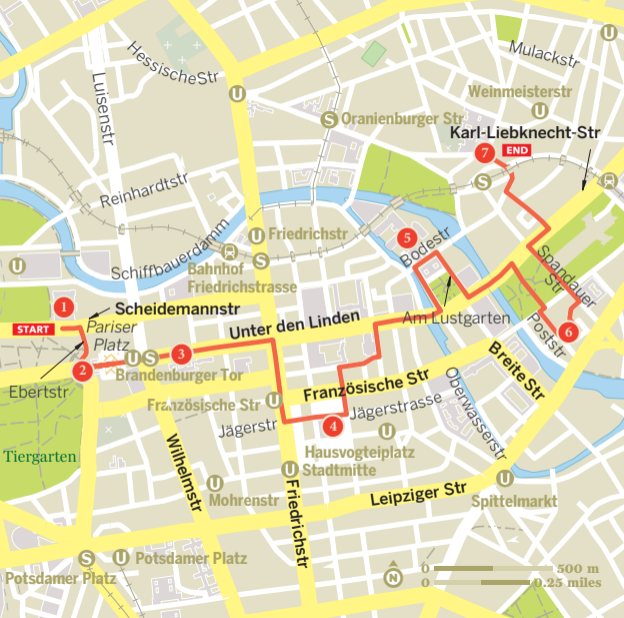 Mulackstr
Hessische Str
Luisenstr
Weinmeisterstr
U
U
U
S
Oranienburger Str
Karl-Liebknecht-Str
7
END
S
Reinhardtstr
Schiffbauerdamm
U
Friedrichstr
5
Bodestr
U
Bahnhof
Friedrichstrasse
S
Spandauer
Str
1
Scheidemannstr
START
Pariser
Platz
Unter den Linden
Am Lustgarten
Poststr
6
2
U
S
3
Brandenburger Tor
Ebertstr
Breite Str
Französische Str
Französische Str
U
Oberwasserstr
Jägerstr
4
Jägerstrasse
U
Hausvogteiplatz
Tiergarten
Wilhelmstr
U
Stadtmitte
U
Mohrenstr
Friedrichstr
Leipziger Str
U
Spittelmarkt
S
U
Potsdamer Platz
Potsdamer Platz
N
0
500 m
0
0.25 miles